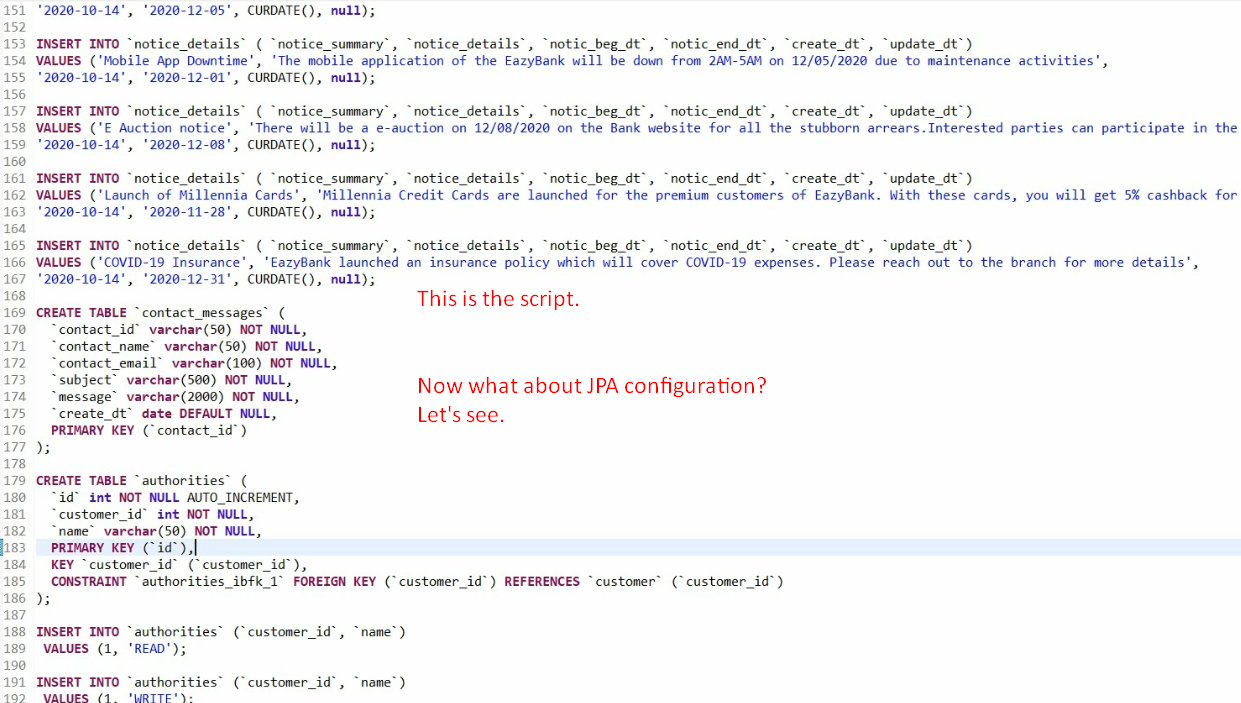 151 '2020-10-14', '2020-12-05', CURDATE(), null);
152
153 INSERT INTO `notice_details` ( `notice_summary`, `notice_details`, `notic_beg_dt`, `notic_end_dt`, `create_dt`, `update_dt`)
154 VALUES ('Mobile App Downtime', 'The mobile application of the EazyBank will be down from 2AM-5AM on 12/05/2020 due to maintenance activities',
155 '2020-10-14', '2020-12-01', CURDATE(), null);
156
157 INSERT INTO `notice_details` ( `notice_summary`, `notice_details`, `notic_beg_dt`, `notic_end_dt`, `create_dt`, `update_dt`)
158 VALUES ('E Auction notice', 'There will be a e-auction on 12/08/2020 on the Bank website for all the stubborn arrears.Interested parties can participate in the
159 '2020-10-14', '2020-12-08', CURDATE(), null);
160
161 INSERT INTO `notice_details` ( `notice_summary`, `notice_details`, `notic_beg_dt`, `notic_end_dt`, `create_dt`, `update_dt`)
162 VALUES ('Launch of Millennia Cards', 'Millennia Credit Cards are launched for the premium customers of EazyBank. With these cards, you will get 5% cashback for
163 '2020-10-14', '2020-11-28', CURDATE(), null);
164
165 INSERT INTO `notice_details` ( `notice_summary`, `notice_details`, `notic_beg_dt`, `notic_end_dt`, `create_dt`, `update_dt`)
166 VALUES ('COVID-19 Insurance', 'EazyBank launched an insurance policy which will cover COVID-19 expenses. Please reach out to the branch for more details',
167 '2020-10-14', '2020-12-31', CURDATE(), null);
168
This is the script.
169 CREATE TABLE `contact_messages` (
170 `contact_id` varchar(50) NOT NULL,
171 `contact_name` varchar(50) NOT NULL,
172 `contact_email` varchar(100) NOT NULL,
173 `subject` varchar(500) NOT NULL,
Now what about JPA configuration?
174 `message` varchar(2000) NOT NULL,
175 `create_dt` date DEFAULT NULL,
Let's see.
176 PRIMARY KEY (`contact_id`)
177 );
178
179 CREATE TABLE `authorities` (
180 `id` int NOT NULL AUTO_INCREMENT,
181 `customer_id` int NOT NULL,
182 `name` varchar(50) NOT NULL,
183 PRIMARY KEY (`id`),
184 KEY `customer_id` (`customer_id`),
185 CONSTRAINT `authorities_ibfk_1` FOREIGN KEY (`customer_id`) REFERENCES `customer` (`customer_id`)
186 );
187
188 INSERT INTO `authorities` (`customer_id`, `name`)
189 VALUES (1, 'READ');
190
191 INSERT INTO `authorities` (`customer_id`, `name`)
192 VALUES (1, 'WRITE');